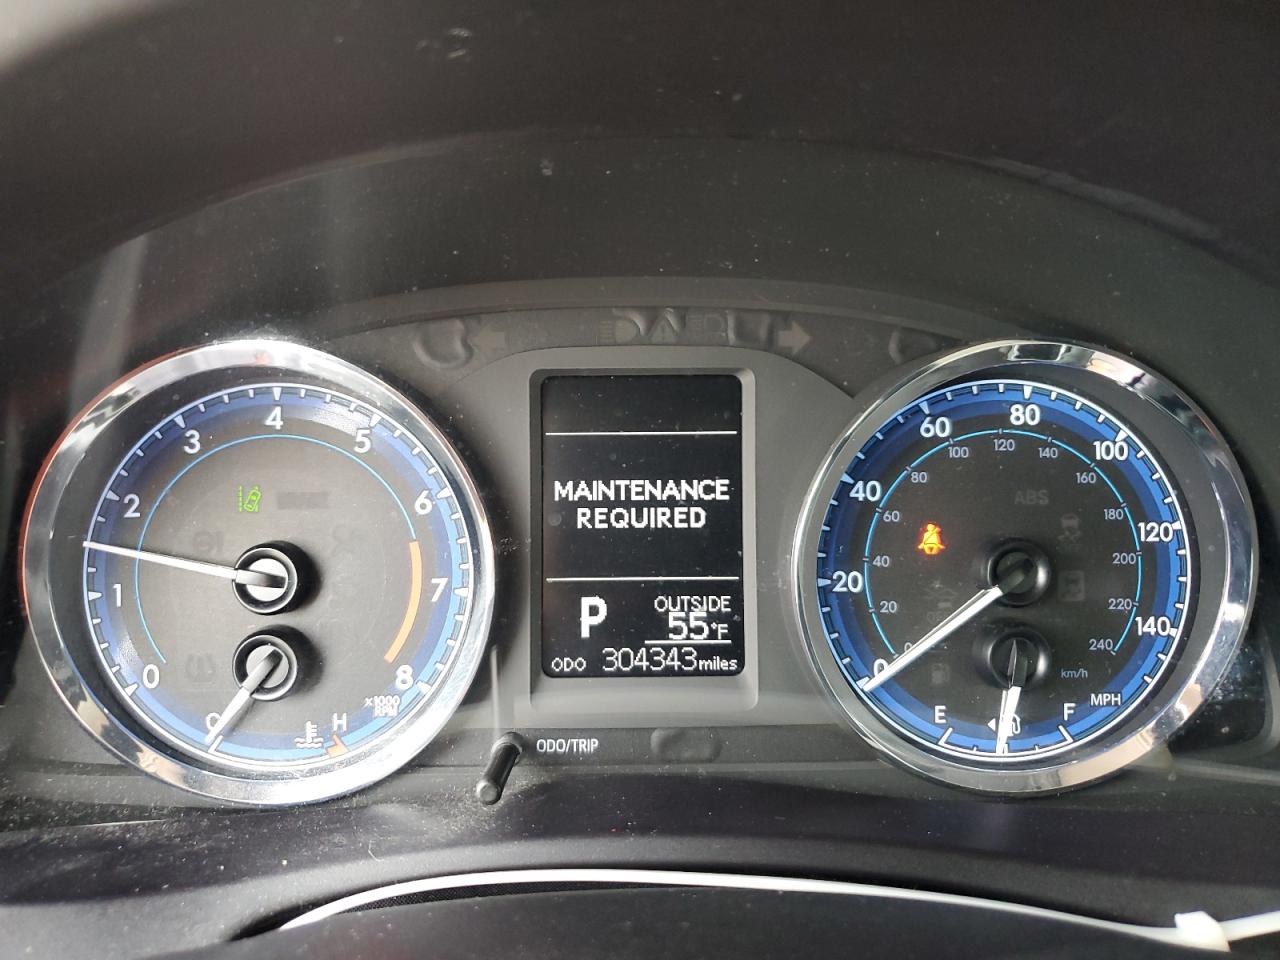 4
3
5
2
6
1
7
0
8
x1000
RPM
C
H
MAINTENANCE
REQUIRED
P
OUTSIDE
55°F
ODO 304343 miles
ODO/TRIP
80
60
100
40
120
20
140
0
MPH
120
100
140
80
160
60
180
40
200
20
220
0
240
km/h
ABS
E
F